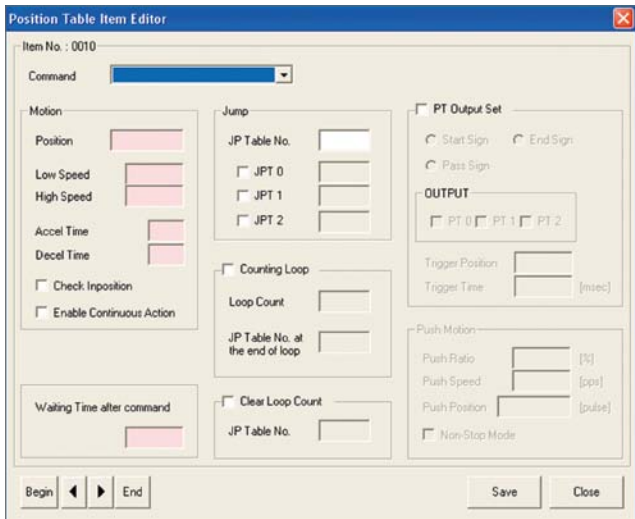 Position Table Item Editor
Item No. : 0010
Command
Motion
Position
Low Speed
High Speed
Accel Time
Decel Time
Check Inposition
Enable Continuous Action
Waiting Time after command
Jump
JP Table No.
JPT 0
JPT 1
JPT 2
Counting Loop
Loop Count
JP Table No. at
the end of loop
Clear Loop Count
JP Table No.
PT Output Set
Start Sign End Sign
Pass Sign
OUTPUT
PT 0 PT 1 PT 2
Trigger Position
Trigger Time [msec]
Push Motion
Push Ratio [%]
Push Speed [pps]
Push Position [pulse]
Non-Stop Mode
Begin End Save Close